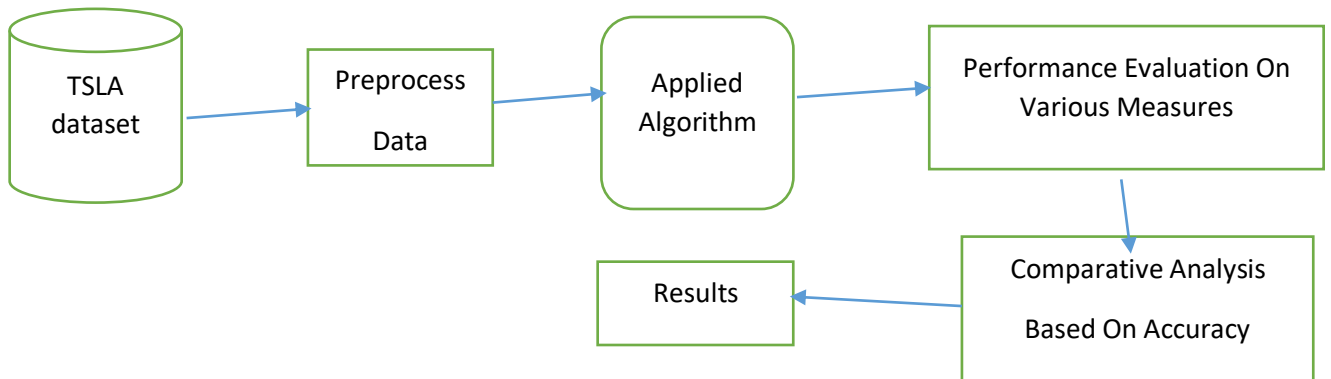 TSLA
dataset
Preprocess
Data
Applied
Algorithm
Performance Evaluation On
Various Measures
Comparative Analysis
Based On Accuracy
Results